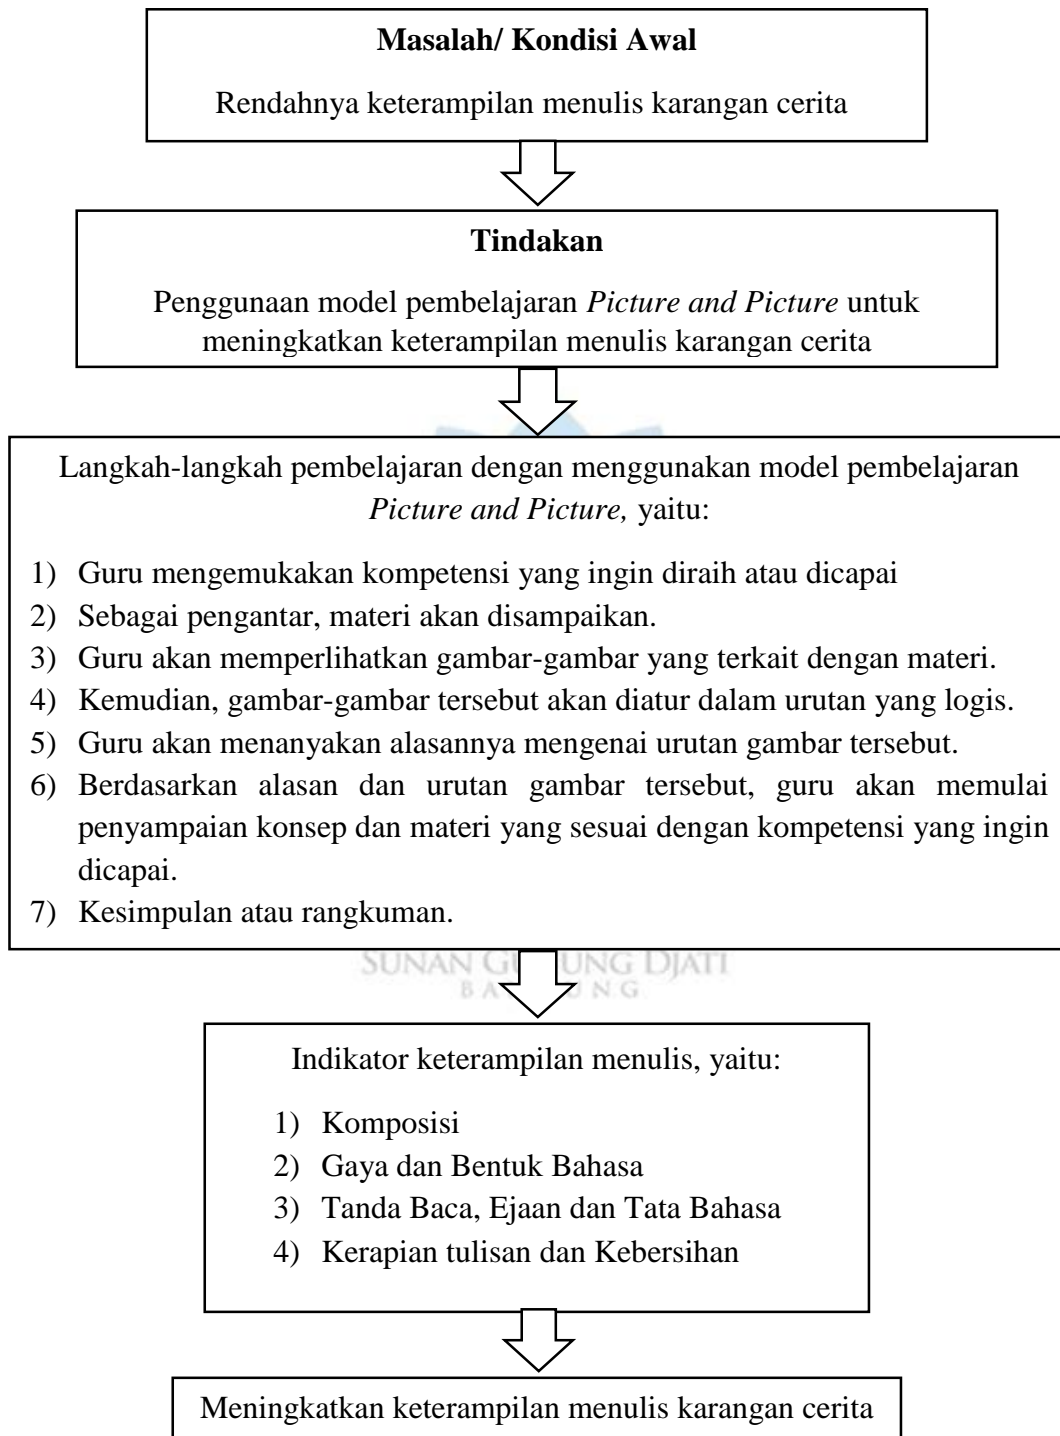 Masalah/ Kondisi Awal
Rendahnya keterampilan menulis karangan cerita
Tindakan
Penggunaan model pembelajaran Picture and Picture untuk
meningkatkan keterampilan menulis karangan cerita
Langkah-langkah pembelajaran dengan menggunakan model pembelajaran
Picture and Picture, yaitu:
1) Guru mengemukakan kompetensi yang ingin diraih atau dicapai
2) Sebagai pengantar, materi akan disampaikan.
3) Guru akan memperlihatkan gambar-gambar yang terkait dengan materi.
4) Kemudian, gambar-gambar tersebut akan diatur dalam urutan yang logis.
5) Guru akan menanyakan alasannya mengenai urutan gambar tersebut.
6) Berdasarkan alasan dan urutan gambar tersebut, guru akan memulai
penyampaian konsep dan materi yang sesuai dengan kompetensi yang ingin
dicapai.
7) Kesimpulan atau rangkuman.
SUNAN DJATI
Indikator keterampilan menulis, yaitu:
1) Komposisi
2) Gaya dan Bentuk Bahasa
3) Tanda Baca, Ejaan dan Tata Bahasa
4) Kerapian tulisan dan Kebersihan
Meningkatkan keterampilan menulis karangan cerita